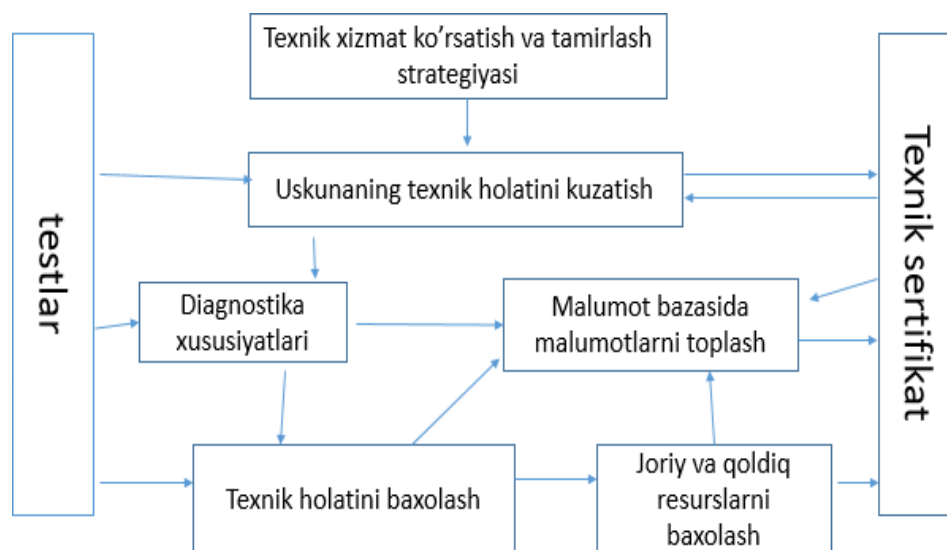 testlar
Texnik xizmat ko’rsatish va tamirlash
strategiyasi
Uskunaning texnik holatini kuzatish
Diagnostika
xususiyatlari
Malumot bazasida
malumotlarni toplash
Texnik holatini baxolash
Joriy va qoldiq
resurslarni
baxolash
Texnik sertifikat